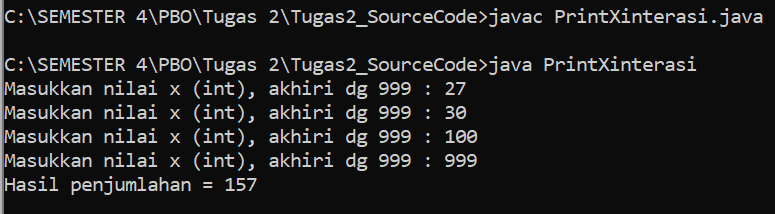 C:\SEMESTER 4\PBO\Tugas 2\Tugas2_SourceCode>javac PrintXinterasi.java
C:\SEMESTER 4\PBO\Tugas 2\Tugas2_SourceCode>java PrintXinterasi
Masukkan nilai x (int), akhiri dg 999 : 27
Masukkan nilai x (int), akhiri dg 999 : 30
Masukkan nilai x (int), akhiri dg 999 : 100
Masukkan nilai x (int), akhiri dg 999 : 999
Hasil penjumlahan = 157